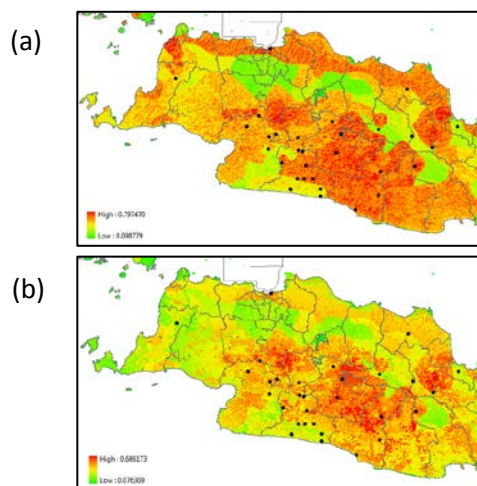 (a)
High : 0.797470
Low : 0.098779
(b)
High : 0.686173
Low : 0.076309